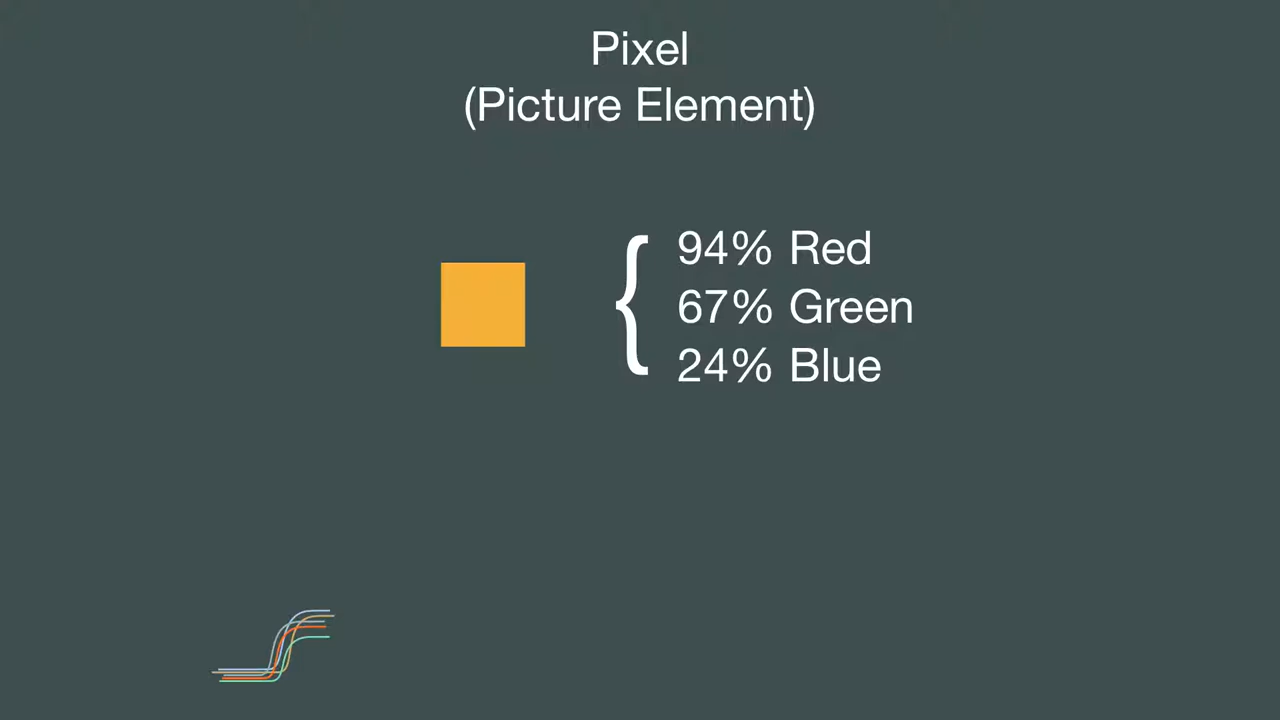 Pixel
(Picture Element)
94% Red
67% Green
24% Blue